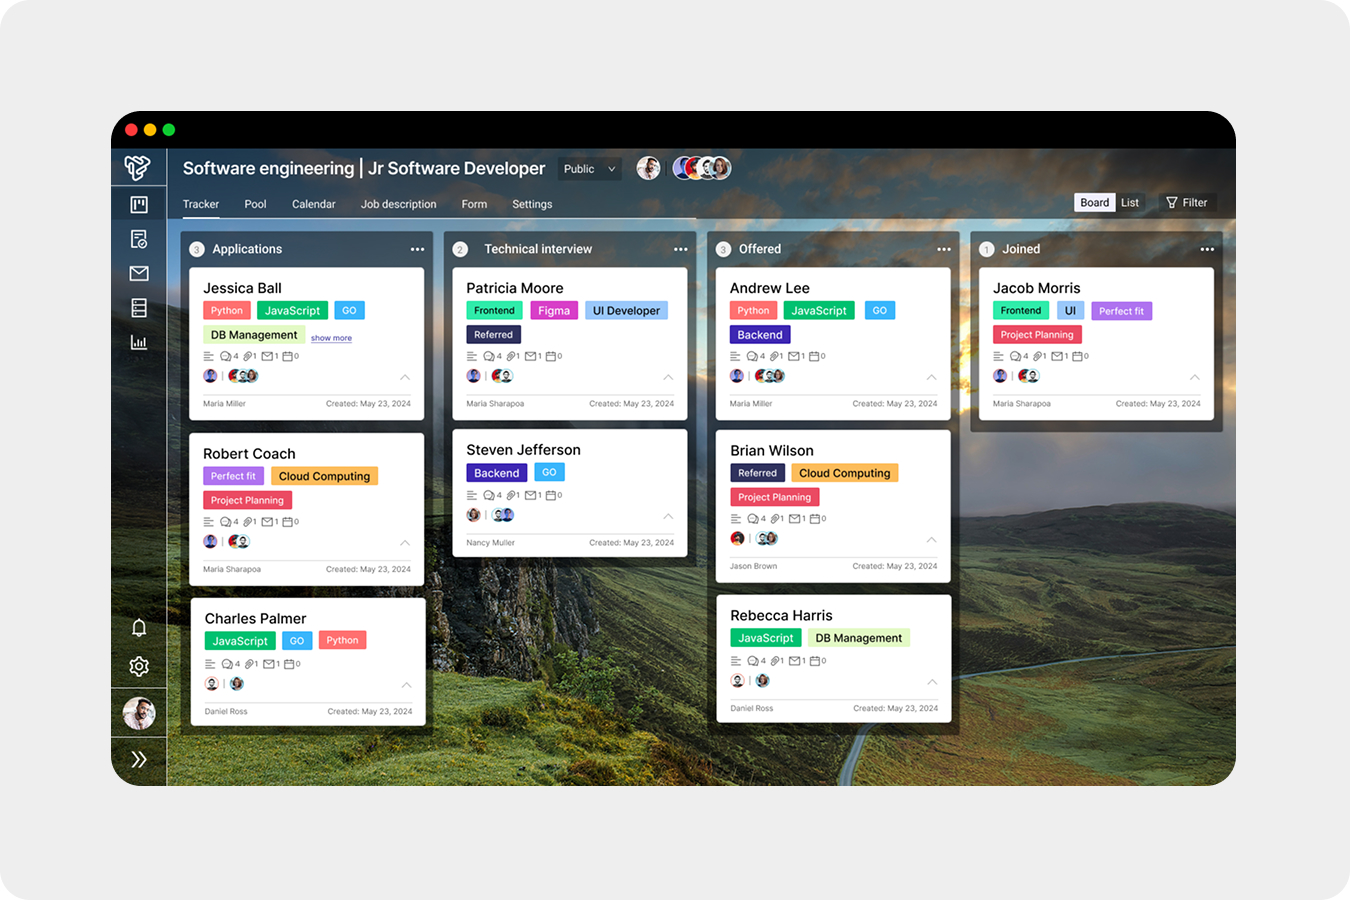 Software engineering | Jr Software Developer Public
Tracker Pool Calendar Job description Form Settings
Board List Filter
3 Applications
Jessica Ball
Python JavaScript GO
DB Management show more
4 1 1 0
Maria Miller Created: May 23, 2024
Robert Coach
Perfect fit Cloud Computing
Project Planning
4 1 1 0
Maria Sharapoa Created: May 23, 2024
Charles Palmer
JavaScript GO Python
4 1 1 0
Daniel Ross Created: May 23, 2024
2 Technical interview
Patricia Moore
Frontend Figma UI Developer
Referred
4 1 1 0
Maria Sharapoa Created: May 23, 2024
Steven Jefferson
Backend GO
4 1 1 0
Nancy Muller Created: May 23, 2024
3 Offered
Andrew Lee
Python JavaScript GO
Backend
4 1 1 0
Maria Miller Created: May 23, 2024
Brian Wilson
Referred Cloud Computing
Project Planning
4 1 1 0
Jason Brown Created: May 23, 2024
Rebecca Harris
JavaScript DB Management
4 1 1 0
Daniel Ross Created: May 23, 2024
1 Joined
Jacob Morris
Frontend UI Perfect fit
Project Planning
4 1 1 0
Maria Sharapoa Created: May 23, 2024